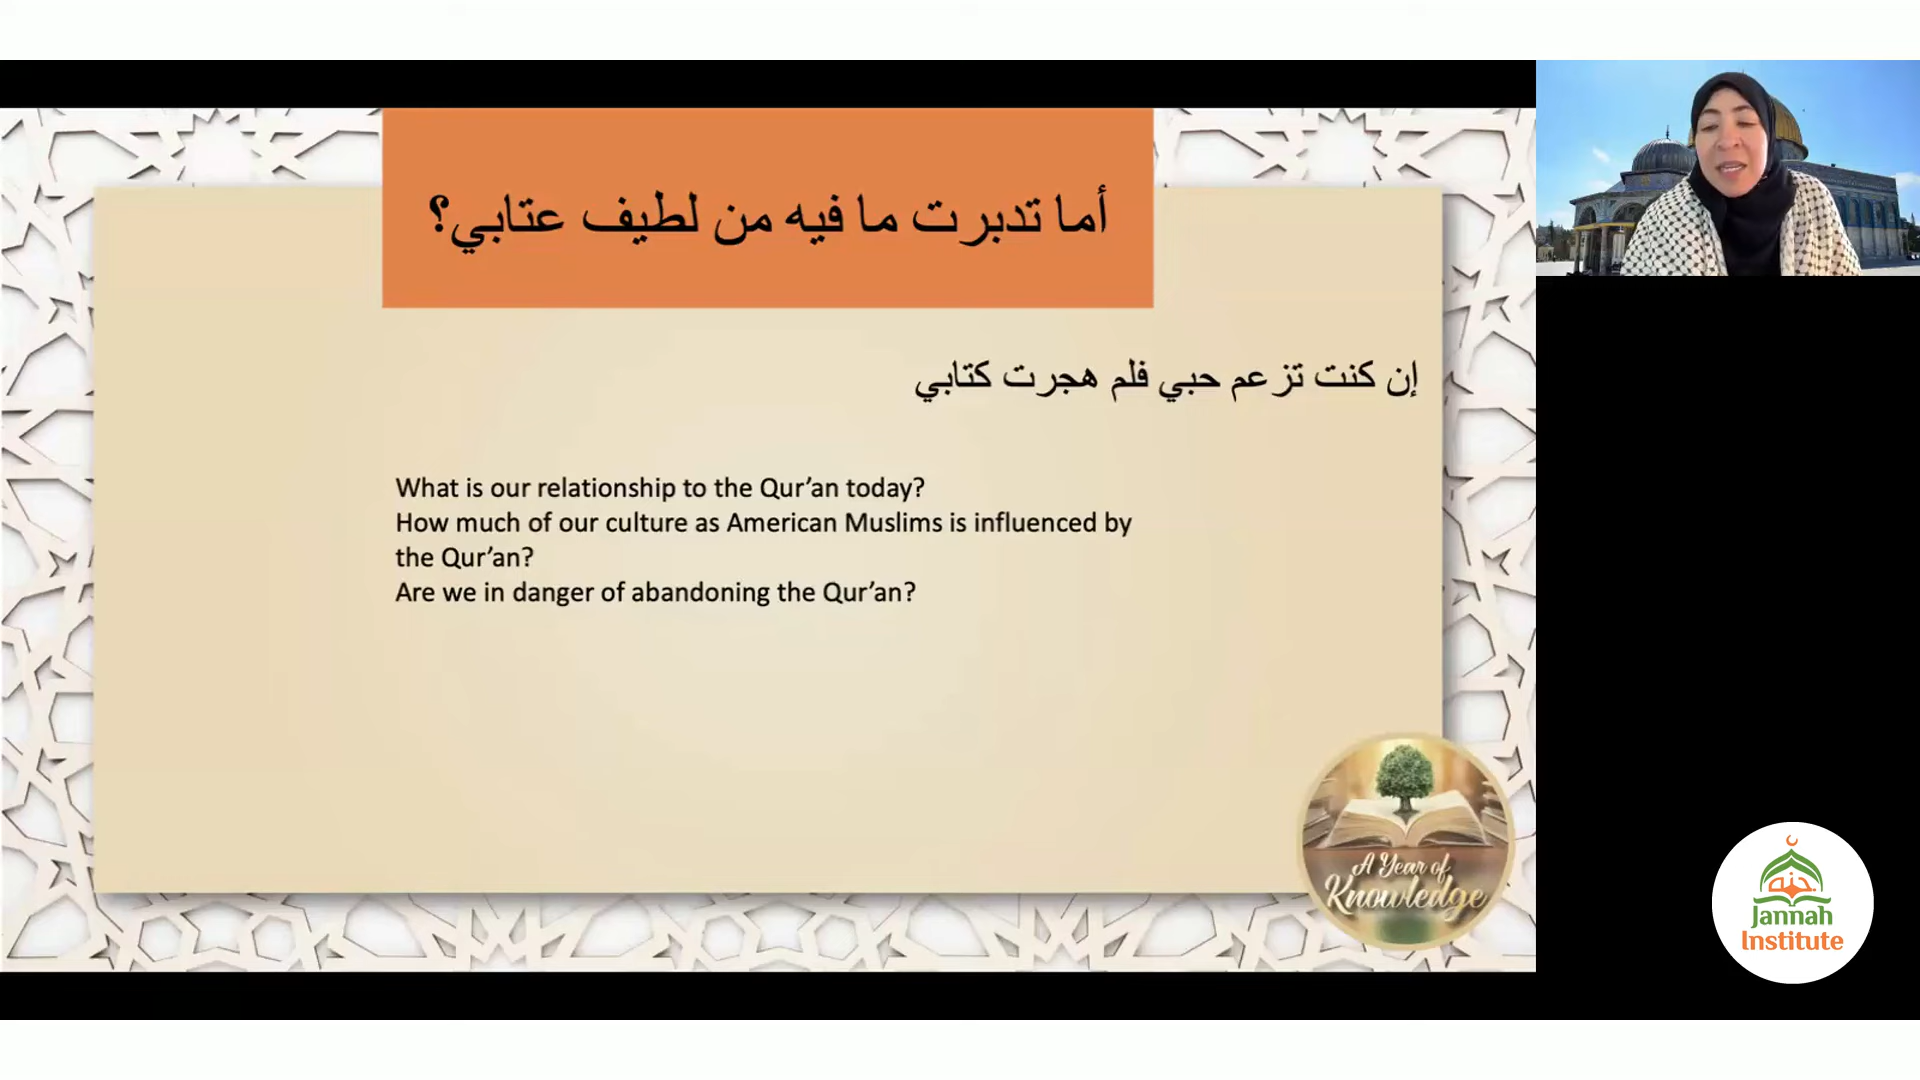 أما تدبرت ما فيه من لطيف عتابي؟
إن كنت تزعم حبي فلم هجرت كتابي
What is our relationship to the Qur’an today?
How much of our culture as American Muslims is influenced by
the Qur’an?
Are we in danger of abandoning the Qur’an?
A Year of
Knowledge
جنة
Jannah
Institute